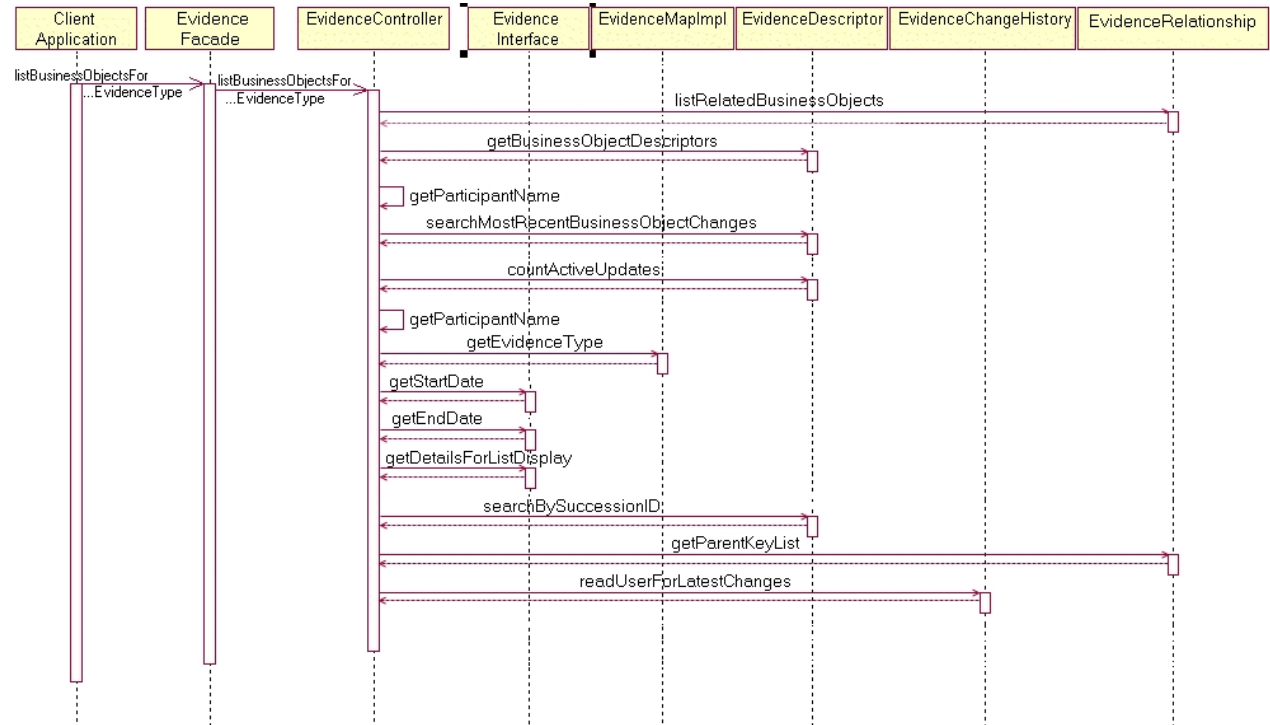 Client
Application
Evidence
Facade
EvidenceController
Evidence
Interface
EvidenceMapImpl
EvidenceDescriptor
EvidenceChangeHistory
EvidenceRelationship
listBusinessObjectsFor
...EvidenceType
listBusinessObjectsFor
...EvidenceType
listRelatedBusinessObjects
getBusinessObjectDescriptors
getParticipantName
searchMostRecentBusinessObjectChanges
countActiveUpdates
getParticipantName
getEvidenceType
getStartDate
getEndDate
getDetailsForListDisplay
searchBySuccessionID
getParentKeyList
readUserForLatestChanges